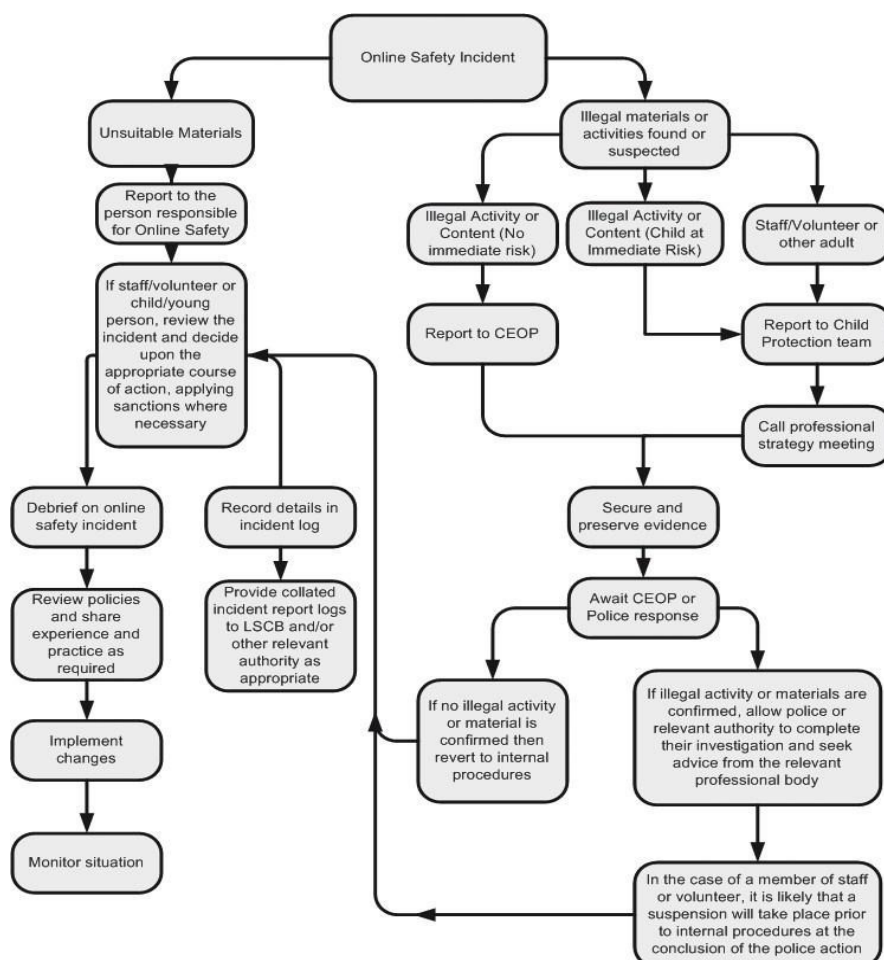 Online Safety Incident
Unsuitable Materials
Illegal materials or
activities found or
suspected
Report to the
person responsible
for Online Safety
Illegal Activity or
Content (No
immediate risk)
Illegal Activity or
Content (Child at
Immediate Risk)
Staff/Volunteer or
other adult
If staff/volunteer or
child/young
person, review the
incident and decide
upon the
appropriate course
of action, applying
sanctions where
necessary
Report to CEOP
Report to Child
Protection team
Call professional
strategy meeting
Debrief on online
safety incident
Record details in
incident log
Secure and
preserve evidence
Review policies
and share
experience and
practice as
required
Provide collated
incident report logs
to LSCB and/or
other relevant
authority as
appropriate
Await CEOP or
Police response
If no illegal activity
or material is
confirmed then
revert to internal
procedures
If illegal activity or materials are
confirmed, allow police or
relevant authority to complete
their investigation and seek
advice from the relevant
professional body
Implement
changes
Monitor situation
In the case of a member of staff
or volunteer, it is likely that a
suspension will take place prior
to internal procedures at the
conclusion of the police action